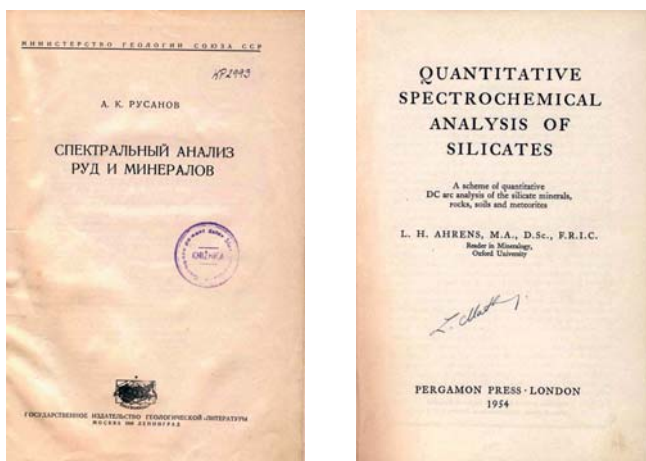 МИНИСТЕРСТВО ГЕОЛОГИИ СОЮЗА ССР
КР2993
А. К. РУСАНОВ
СПЕКТРАЛЬНЫЙ АНАЛИЗ
РУД И МИНЕРАЛОВ
ГОСУДАРСТВЕННОЕ ИЗДАТЕЛЬСТВО ГЕОЛОГИЧЕСКОЙ ЛИТЕРАТУРЫ
МОСКВА ЛЕНИНГРАД
QUANTITATIVE
SPECTROCHEMICAL
ANALYSIS OF
SILICATES
A scheme of quantitative
DC arc analysis of the silicate minerals,
rocks, soils and meteorites
L. H. AHRENS, M.A., D.Sc., F.R.I.C.
Reader in Mineralogy,
Oxford University
PERGAMON PRESS · LONDON
1954